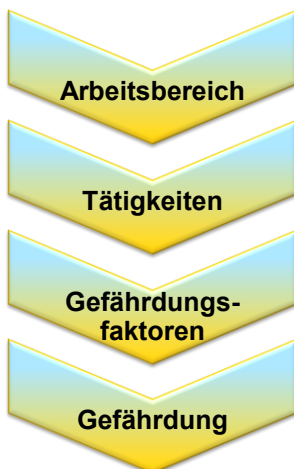 Arbeitsbereich
Tätigkeiten
Gefährdungs-
faktoren
Gefährdung